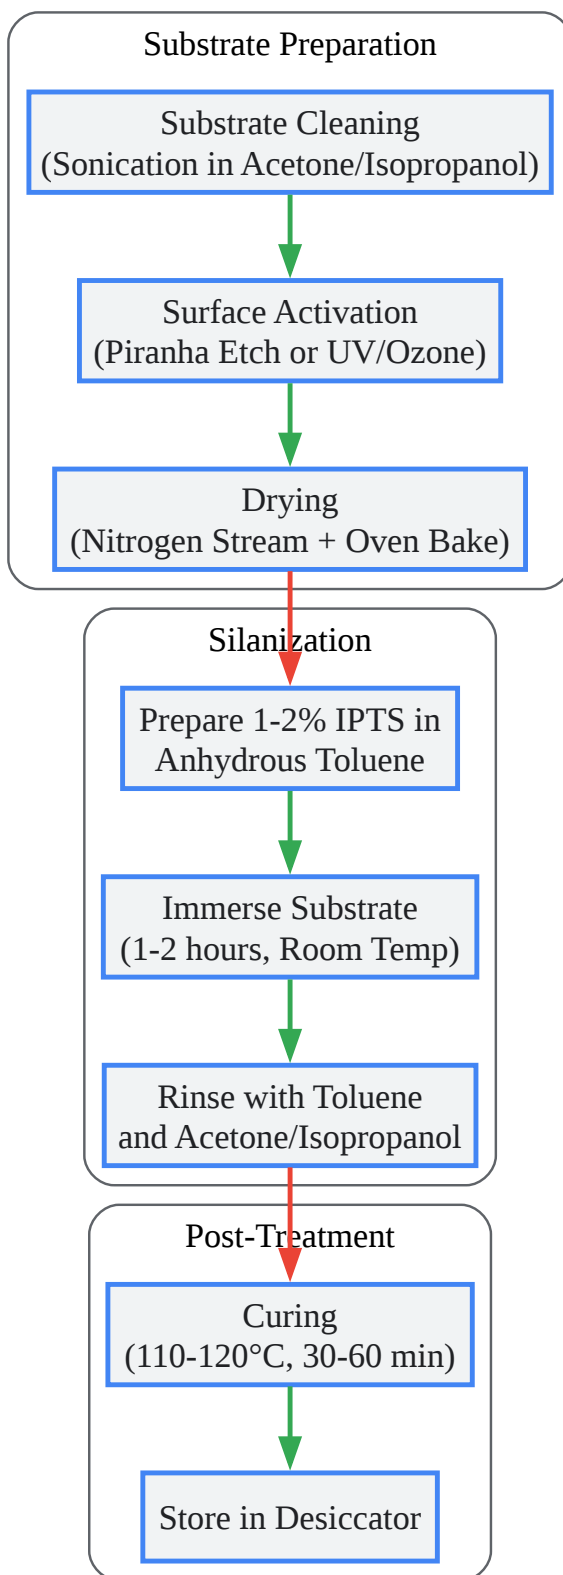 Substrate Preparation
Substrate Cleaning
(Sonication in Acetone/Isopropanol)
Surface Activation
(Piranha Etch or UV/Ozone)
Drying
(Nitrogen Stream + Oven Bake)
Silanization
Prepare 1-2% IPTS in
Anhydrous Toluene
Immerse Substrate
(1-2 hours, Room Temp)
Rinse with Toluene
and Acetone/Isopropanol
Post-Treatment
Curing
(110-120°C, 30-60 min)
Store in Desiccator